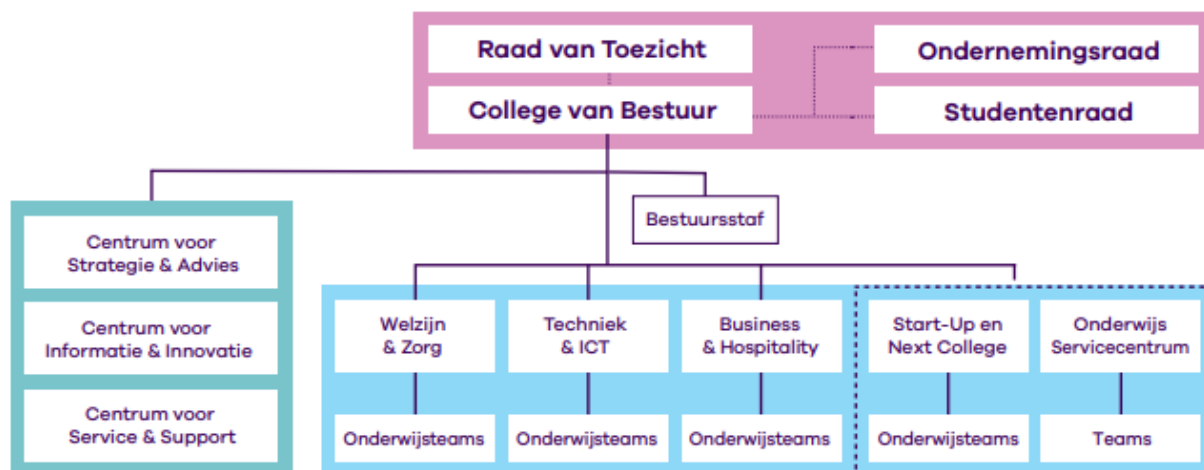 Raad van Toezicht
Ondernemingsraad
College van Bestuur
Studentenraad
Bestuursstaf
Centrum voor
Strategie & Advies
Centrum voor
Informatie & Innovatie
Centrum voor
Service & Support
Welzijn
& Zorg
Techniek
& ICT
Business
& Hospitality
Start-Up en
Next College
Onderwijs
Servicecentrum
Onderwijsteams
Onderwijsteams
Onderwijsteams
Onderwijsteams
Teams